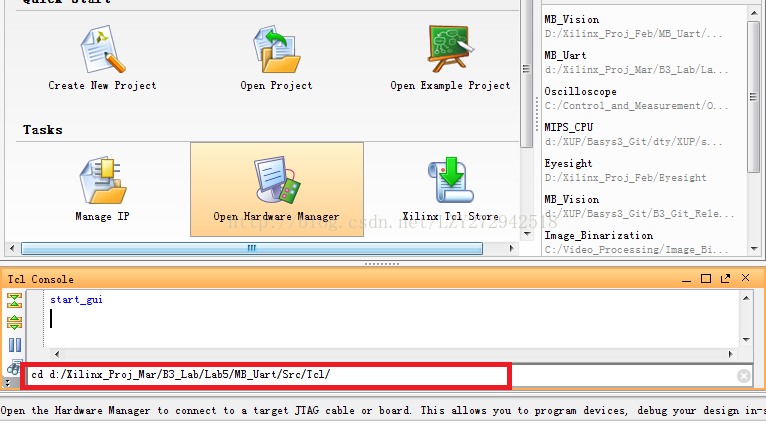 Quick Start
Create New Project
Open Project
Open Example Project
Tasks
Manage IP
Open Hardware Manager
Xilinx Tcl Store
http://blog.csdn.net/LZY272942518
MB_Vision
D:/Xilinx_Proj_Feb/MB_Uart/...
MB_Uart
d:/Xilinx_Proj_Mar/B3_Lab/La...
Oscilloscope
C:/Control_and_Measurement/O...
MIPS_CPU
d:/XUP/Basys3_Git/dty/XUP/s...
Eyesight
D:/Xilinx_Proj_Feb/Eyesight
MB_Vision
d:/XUP/Basys3_Git/B3_Git_Rele...
Image_Binarization
C:/Video_Processing/Image_Bi...
Tcl Console
start_gui
cd d:/Xilinx_Proj_Mar/B3_Lab/Lab5/MB_Uart/Src/Tcl/
Open the Hardware Manager to connect to a target JTAG cable or board. This allows you to program devices, debug your design in-s